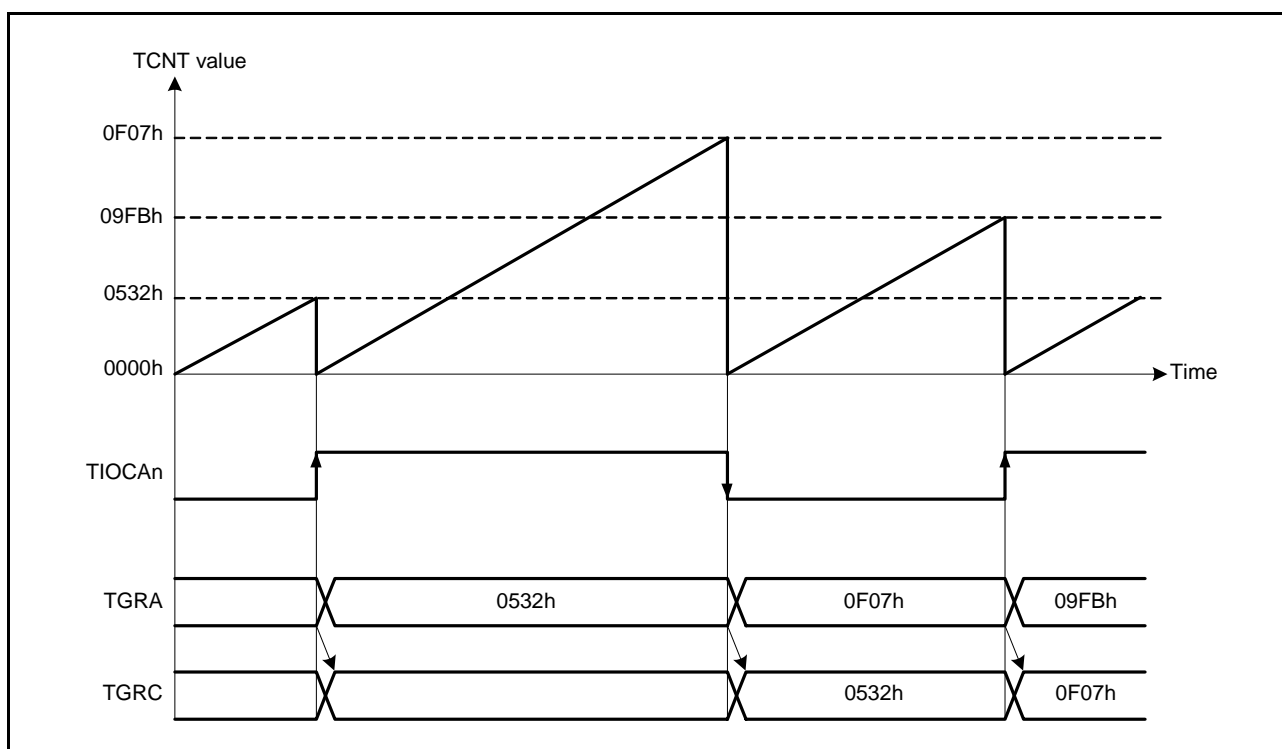 TCNT value
0F07h
09FBh
0532h
0000h
Time
TIOCAn
TGRA
0532h
0F07h
09FBh
TGRC
0532h
0F07h